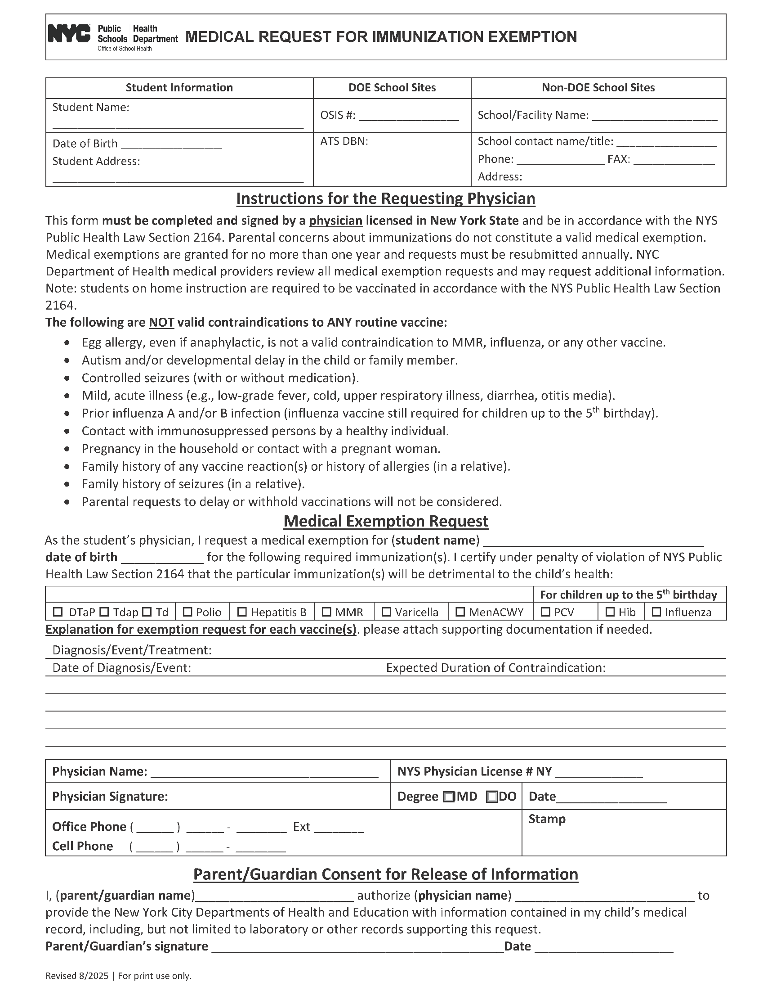 NYC Public Schools Health Department
Office of School Health
MEDICAL REQUEST FOR IMMUNIZATION EXEMPTION
Student Information
DOE School Sites
Non-DOE School Sites
Student Name:
OSIS #: ________________
School/Facility Name: ____________________
________________________________________
Date of Birth ________________
ATS DBN:
School contact name/title: ________________
Student Address:
Phone: ______________ FAX: _____________
________________________________________
Address:
Instructions for the Requesting Physician
This form must be completed and signed by a physician licensed in New York State and be in accordance with the NYS
Public Health Law Section 2164. Parental concerns about immunizations do not constitute a valid medical exemption.
Medical exemptions are granted for no more than one year and requests must be resubmitted annually. NYC
Department of Health medical providers review all medical exemption requests and may request additional information.
Note: students on home instruction are required to be vaccinated in accordance with the NYS Public Health Law Section
2164.
The following are NOT valid contraindications to ANY routine vaccine:
• Egg allergy, even if anaphylactic, is not a valid contraindication to MMR, influenza, or any other vaccine.
• Autism and/or developmental delay in the child or family member.
• Controlled seizures (with or without medication).
• Mild, acute illness (e.g., low-grade fever, cold, upper respiratory illness, diarrhea, otitis media).
• Prior influenza A and/or B infection (influenza vaccine still required for children up to the 5th birthday).
• Contact with immunosuppressed persons by a healthy individual.
• Pregnancy in the household or contact with a pregnant woman.
• Family history of any vaccine reaction(s) or history of allergies (in a relative).
• Family history of seizures (in a relative).
• Parental requests to delay or withhold vaccinations will not be considered.
Medical Exemption Request
As the student’s physician, I request a medical exemption for (student name) ___________________________________
date of birth _____________ for the following required immunization(s). I certify under penalty of violation of NYS Public
Health Law Section 2164 that the particular immunization(s) will be detrimental to the child’s health:
For children up to the 5th birthday
☐ DTaP ☐ Tdap ☐ Td ☐ Polio ☐ Hepatitis B ☐ MMR ☐ Varicella ☐ MenACWY ☐ PCV ☐ Hib ☐ Influenza
Explanation for exemption request for each vaccine(s). please attach supporting documentation if needed.
Diagnosis/Event/Treatment:
Date of Diagnosis/Event: Expected Duration of Contraindication:
Physician Name: ____________________________________
NYS Physician License # NY ______________
Physician Signature:
Degree ☐MD ☐DO
Date__________________
Office Phone ( ______ ) ______ - ________ Ext ________
Stamp
Cell Phone ( ______ ) ______ - ________
Parent/Guardian Consent for Release of Information
I, (parent/guardian name)_________________________ authorize (physician name) ____________________________ to
provide the New York City Departments of Health and Education with information contained in my child’s medical
record, including, but not limited to laboratory or other records supporting this request.
Parent/Guardian’s signature ______________________________________________Date ______________________
Revised 8/2025 | For print use only.